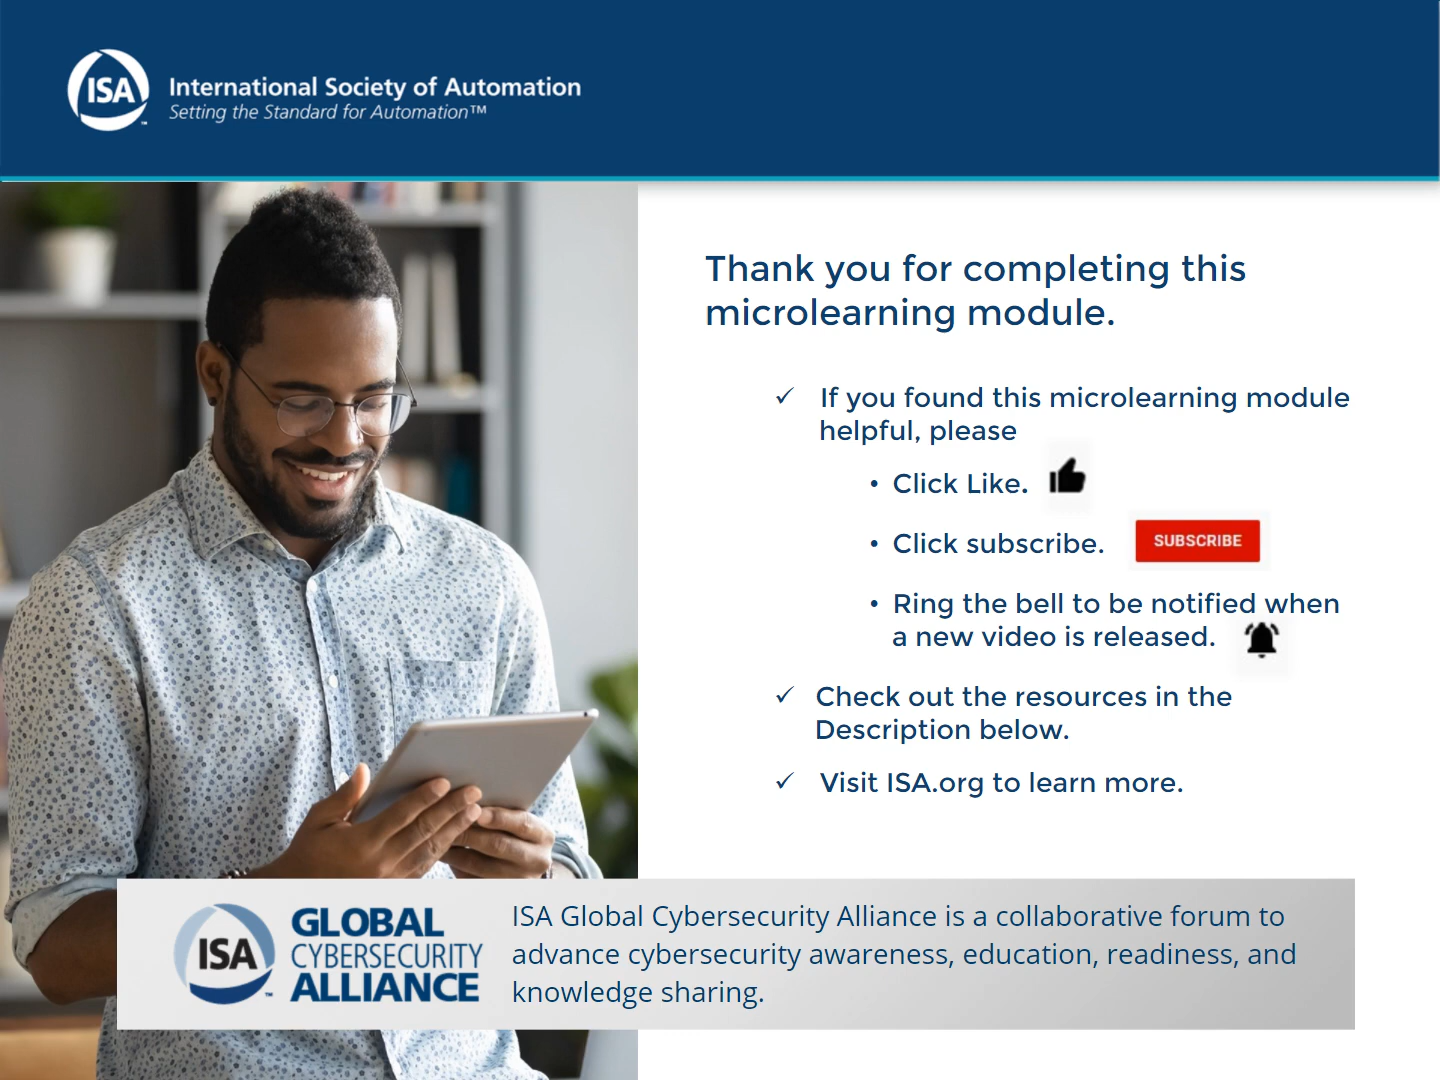 ISA
International Society of Automation
Setting the Standard for Automation™
Thank you for completing this
microlearning module.
✓ If you found this microlearning module
helpful, please
• Click Like.
• Click subscribe.
SUBSCRIBE
• Ring the bell to be notified when
a new video is released.
✓ Check out the resources in the
Description below.
✓ Visit ISA.org to learn more.
ISA™
GLOBAL
CYBERSECURITY
ALLIANCE
ISA Global Cybersecurity Alliance is a collaborative forum to
advance cybersecurity awareness, education, readiness, and
knowledge sharing.